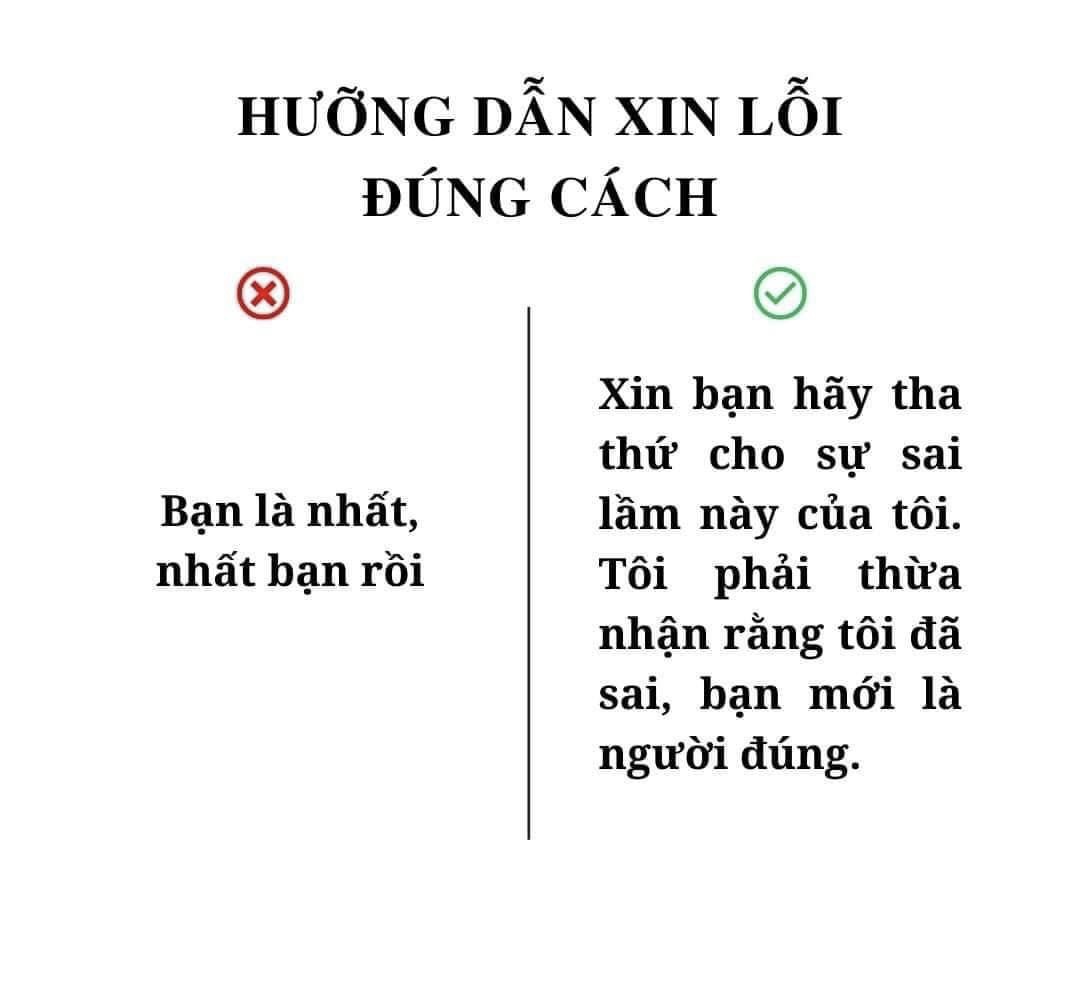 HƯỠNG DẪN XIN LỖI
ĐÚNG CÁCH
Bạn là nhất,
nhất bạn rồi
Xin bạn hãy tha
thứ cho sự sai
lầm này của tôi.
Tôi phải thừa
nhận rằng tôi đã
sai, bạn mới là
người đúng.